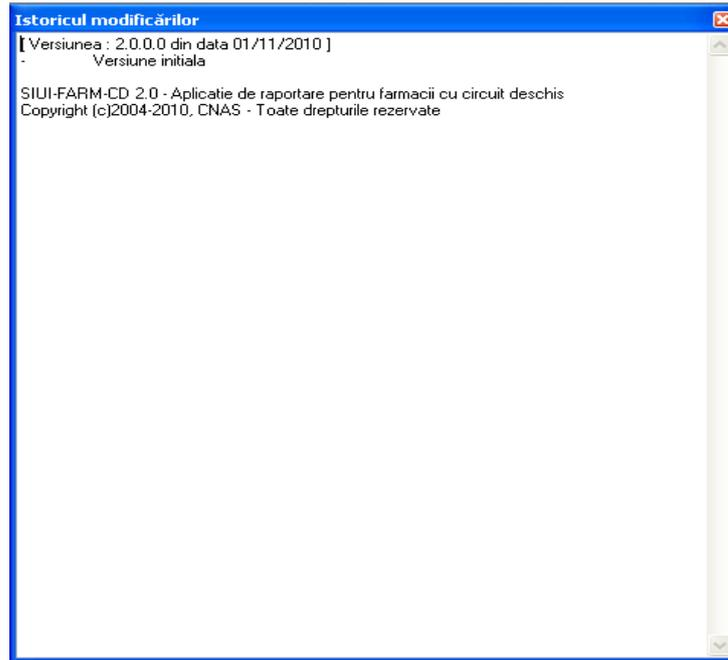 Istoricul modificărilor
[ Versiunea : 2.0.0.0 din data 01/11/2010 ]
- Versiune initiala
SIUI-FARM-CD 2.0 - Aplicatie de raportare pentru farmacii cu circuit deschis
Copyright (c)2004-2010, CNAS - Toate drepturile rezervate